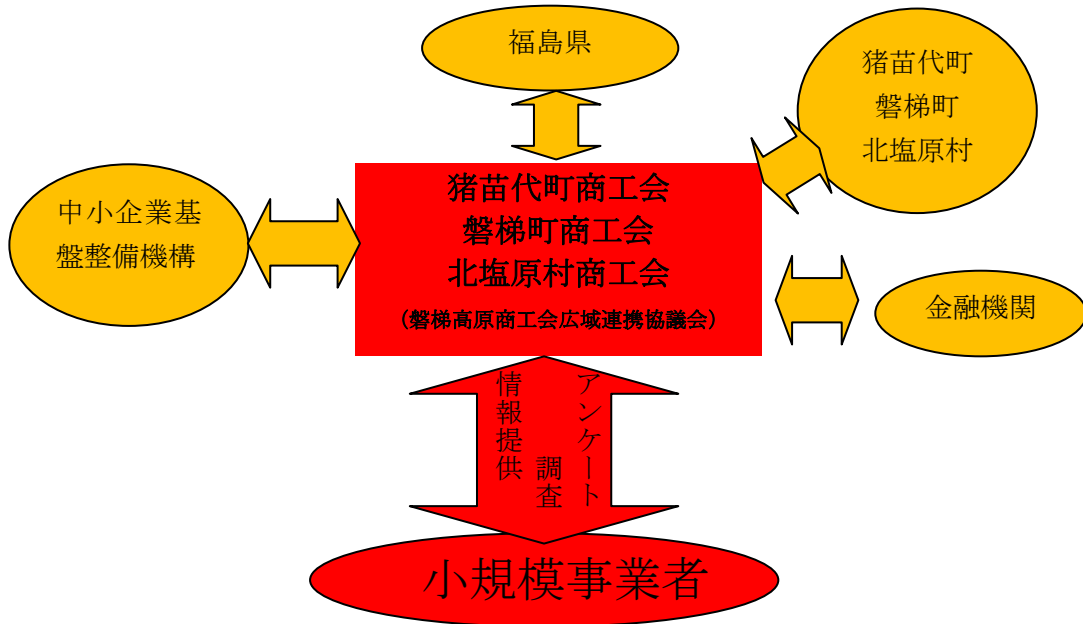 福島県
猪苗代町
磐梯町
北塩原村
中小企業基
盤整備機構
猪苗代町商工会
磐梯町商工会
北塩原村商工会
(磐梯高原商工会広域連携協議会)
金融機関
アンケート
調査
情報提供
小規模事業者